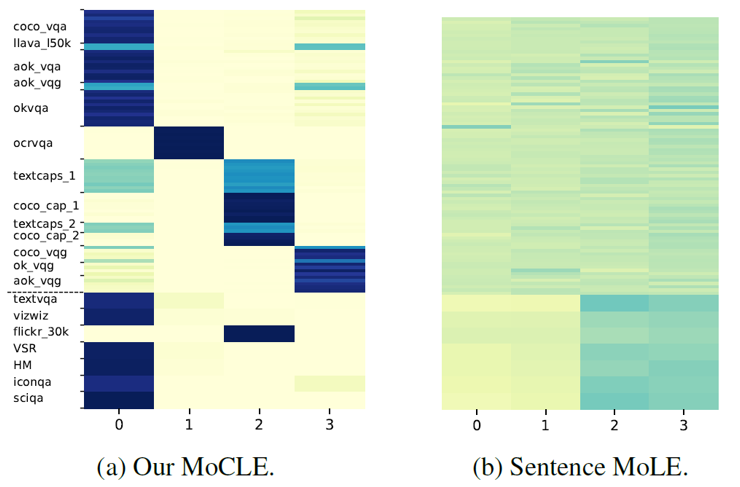 coco_vqa
llava_l50k
aok_vqa
aok_vqg
okvqa
ocrvqa
textcaps_1
coco_cap_1
textcaps_2
coco_cap_2
coco_vqg
ok_vqg
aok_vqg
textvqa
vizwiz
flickr_30k
VSR
HM
iconqa
sciqa
0 1 2 3
0 1 2 3
(a) Our MoCLE.
(b) Sentence MoLE.